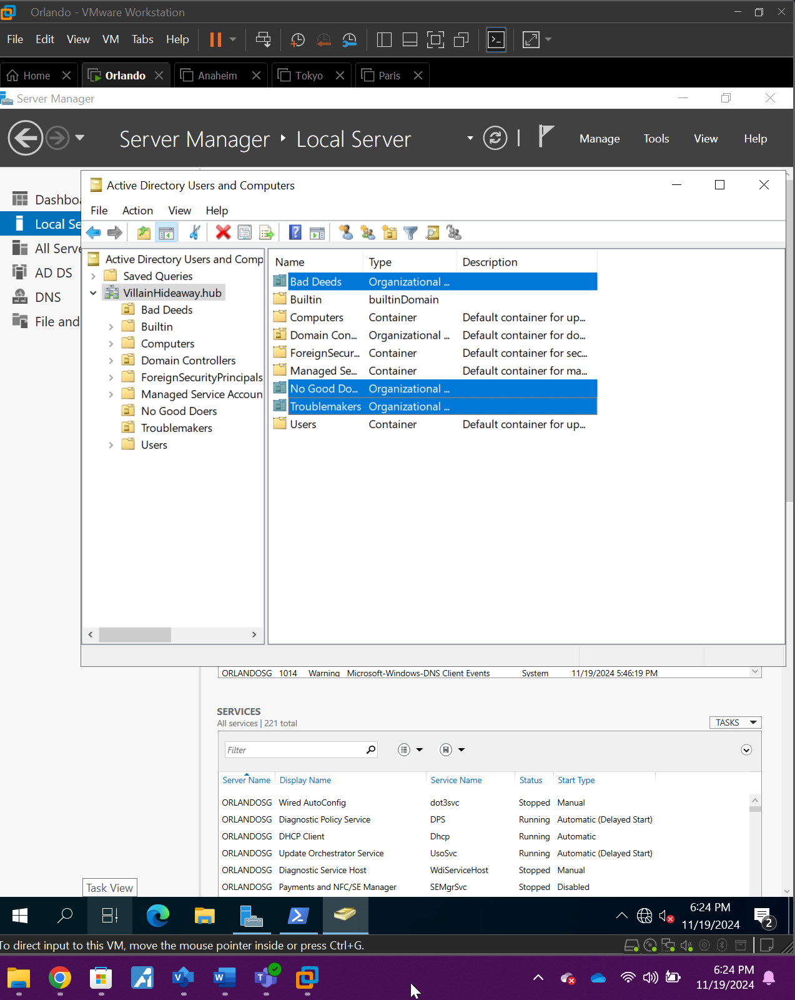 Orlando - VMware Workstation
File Edit View VM Tabs Help
Home Orlando Anaheim Tokyo Paris
Server Manager
Server Manager Local Server Manage Tools View Help
Active Directory Users and Computers
File Action View Help
Dashbo
Local Se
All Serve
AD DS
DNS
File and
Active Directory Users and Comp
Saved Queries
VillainHideaway.hub
Bad Deeds
Builtin
Computers
Domain Controllers
ForeignSecurityPrincipals
Managed Service Accoun
No Good Doers
Troublemakers
Users
Name Type Description
Bad Deeds Organizational ...
Builtin builtinDomain
Computers Container Default container for up...
Domain Con... Organizational ... Default container for do...
ForeignSecur... Container Default container for sec...
Managed Se... Container Default container for ma...
No Good Do... Organizational ...
Troublemakers Organizational ...
Users Container Default container for up...
ORLANDOSG 1014 Warning Microsoft-Windows-DNS Client Events System 11/19/2024 5:46:19 PM
SERVICES
All services | 221 total
TASKS
Filter
Server Name Display Name Service Name Status Start Type
ORLANDOSG Wired AutoConfig dot3svc Stopped Manual
ORLANDOSG Diagnostic Policy Service DPS Running Automatic (Delayed Start)
ORLANDOSG DHCP Client Dhcp Running Automatic
ORLANDOSG Update Orchestrator Service UsoSvc Running Automatic (Delayed Start)
ORLANDOSG Diagnostic Service Host WdiServiceHost Stopped Manual
ORLANDOSG Payments and NFC/SE Manager SEMgrSvc Stopped Disabled
Task View
6:24 PM
11/19/2024
2
To direct input to this VM, move the mouse pointer inside or press Ctrl+G.
6:24 PM
11/19/2024